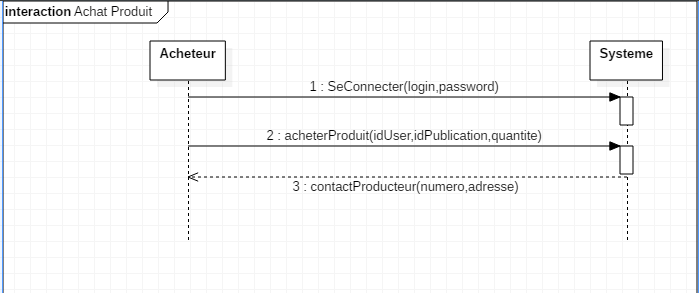 interaction Achat Produit
Acheteur
Systeme
1 : SeConnecter(login,password)
2 : acheterProduit(idUser,idPublication,quantite)
3 : contactProducteur(numero,adresse)